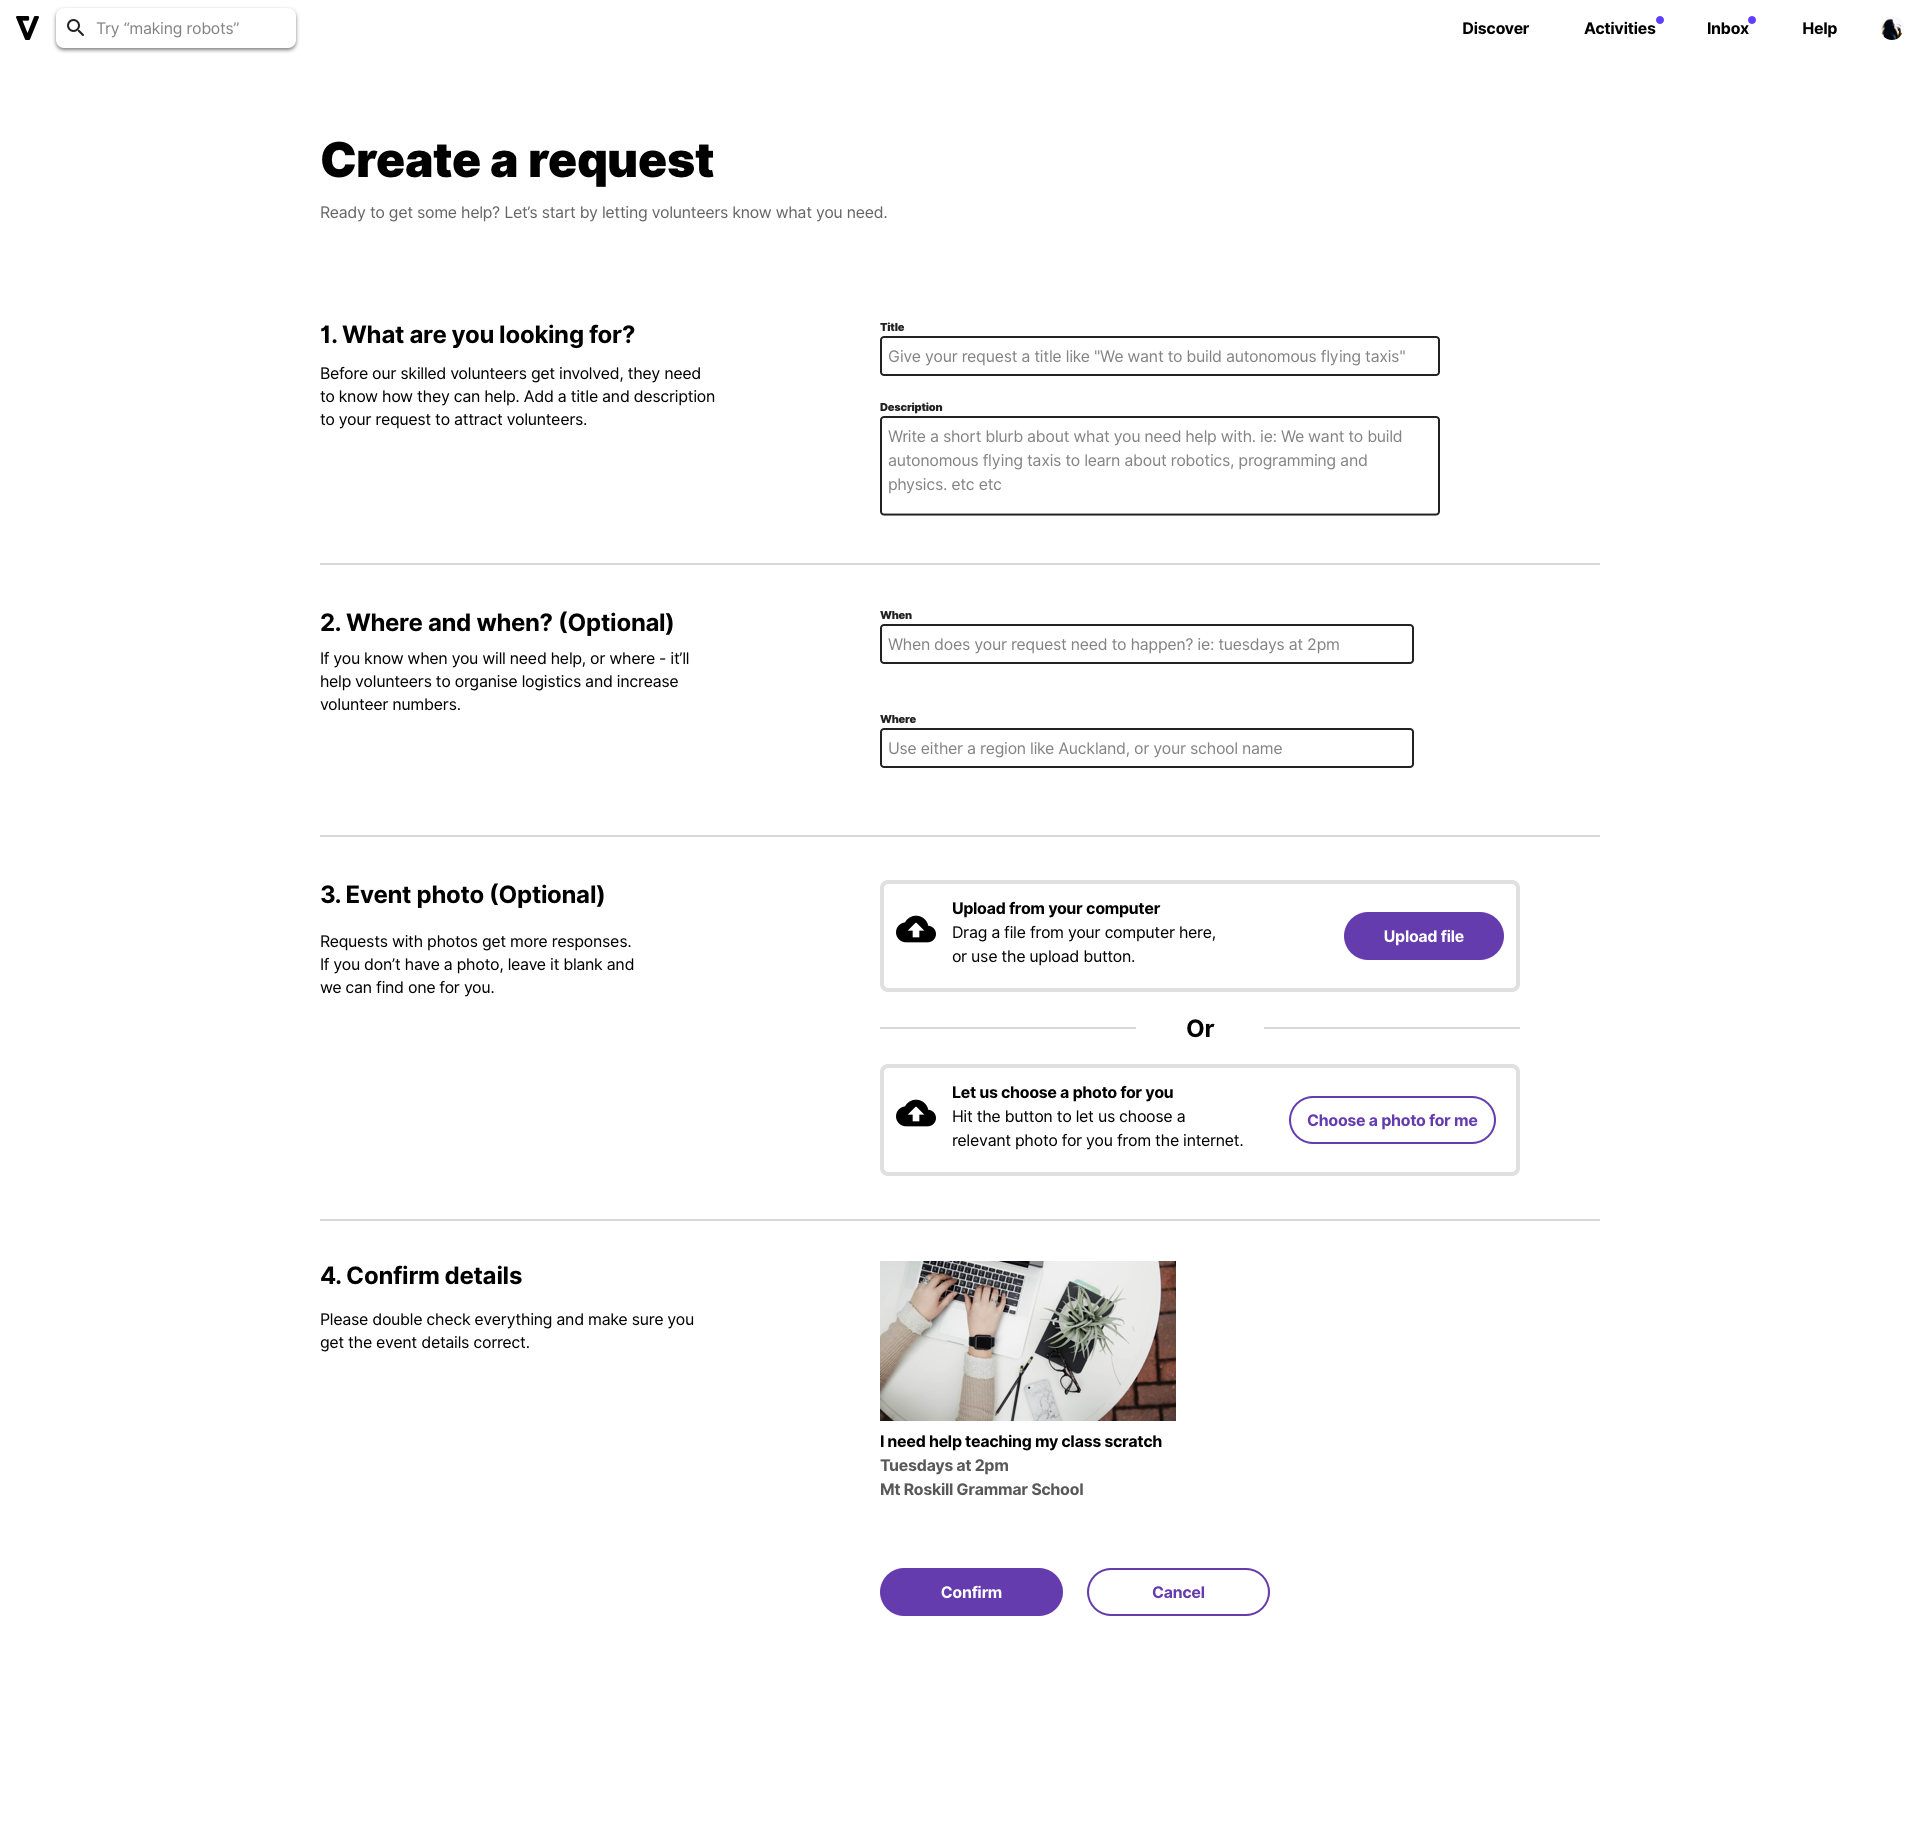 V
Try “making robots”
Discover
Activities
Inbox
Help
Create a request
Ready to get some help? Let’s start by letting volunteers know what you need.
1. What are you looking for?
Before our skilled volunteers get involved, they need
to know how they can help. Add a title and description
to your request to attract volunteers.
Title
Give your request a title like "We want to build autonomous flying taxis"
Description
Write a short blurb about what you need help with. ie: We want to build
autonomous flying taxis to learn about robotics, programming and
physics. etc etc
2. Where and when? (Optional)
If you know when you will need help, or where - it’ll
help volunteers to organise logistics and increase
volunteer numbers.
When
When does your request need to happen? ie: tuesdays at 2pm
Where
Use either a region like Auckland, or your school name
3. Event photo (Optional)
Requests with photos get more responses.
If you don’t have a photo, leave it blank and
we can find one for you.
Upload from your computer
Drag a file from your computer here,
or use the upload button.
Upload file
Or
Let us choose a photo for you
Hit the button to let us choose a
relevant photo for you from the internet.
Choose a photo for me
4. Confirm details
Please double check everything and make sure you
get the event details correct.
I need help teaching my class scratch
Tuesdays at 2pm
Mt Roskill Grammar School
Confirm
Cancel